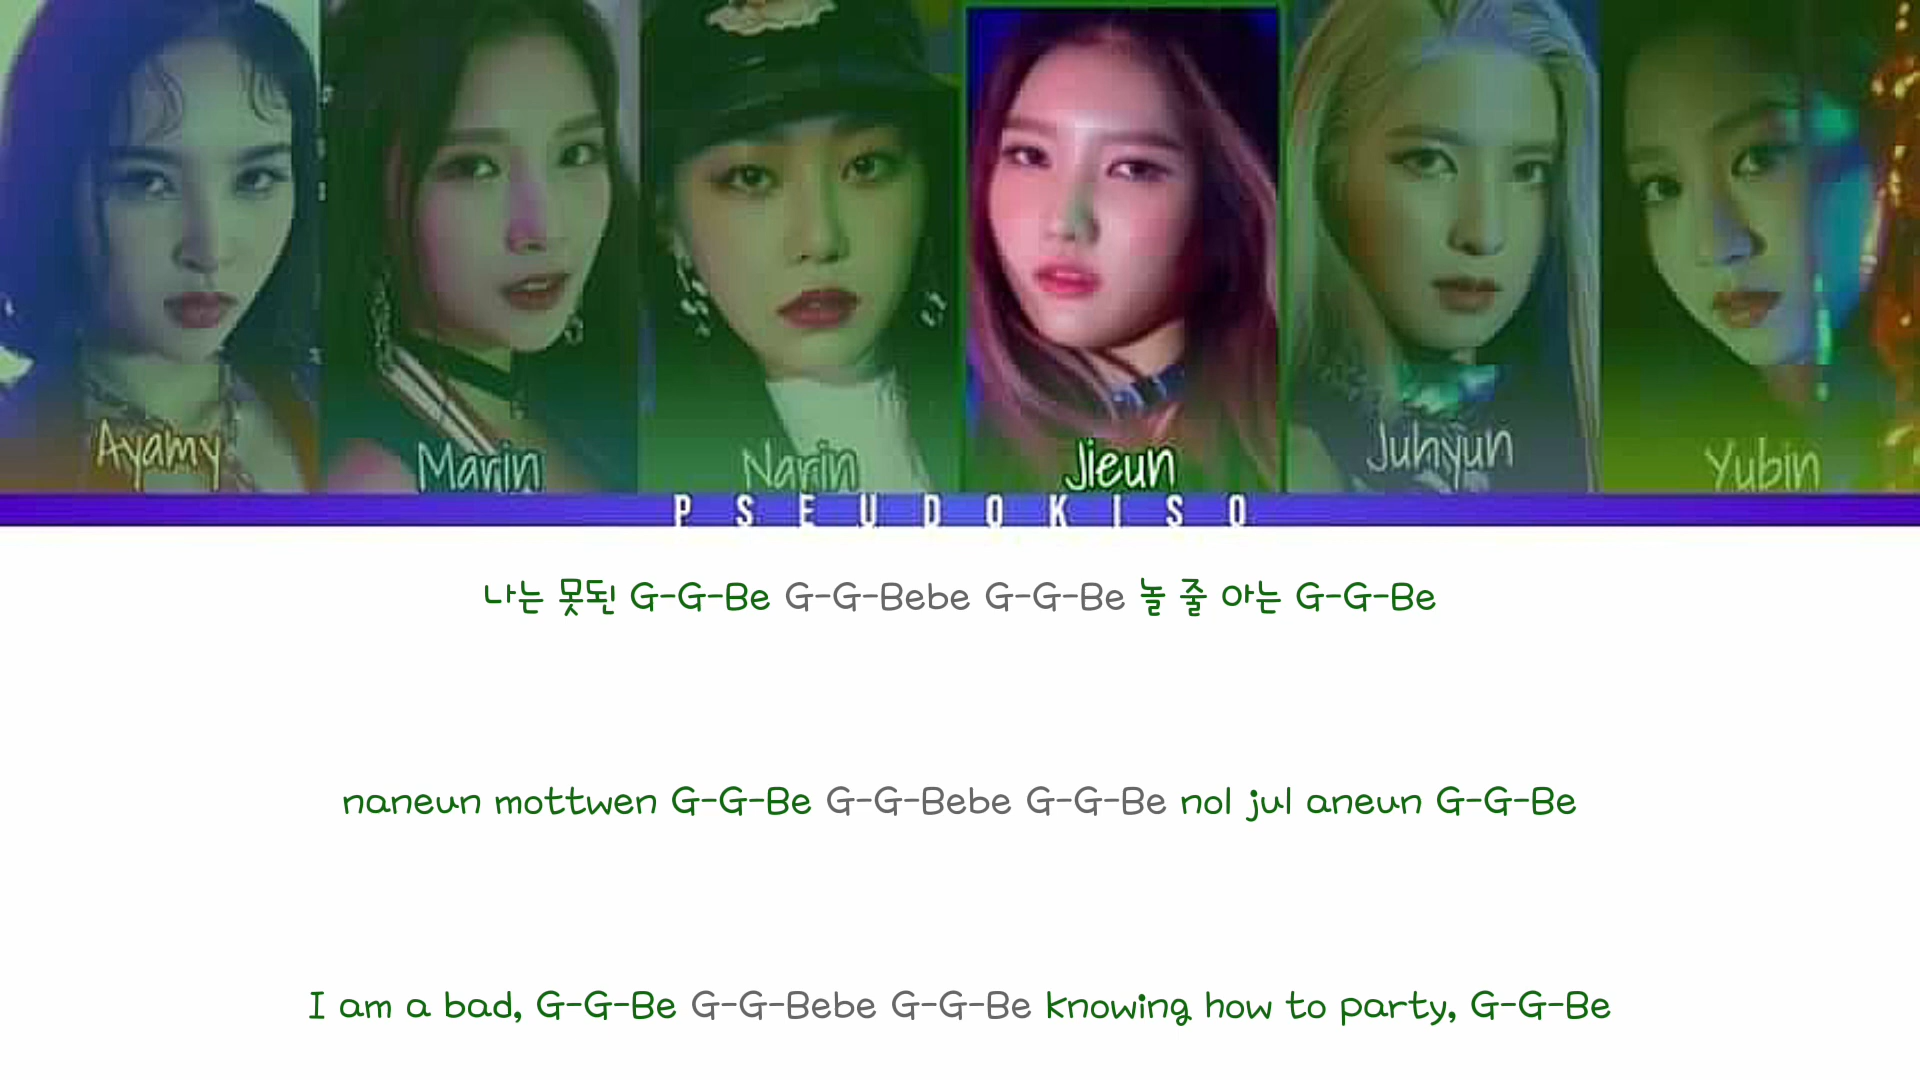 Ayamy Marin Narin Jieun Juhyun Yubin
PSEUDOKISO
나는 못된 G-G-Be G-G-Bebe G-G-Be 놀 줄 아는 G-G-Be
naneun mottwen G-G-Be G-G-Bebe G-G-Be nol jul aneun G-G-Be
I am a bad, G-G-Be G-G-Bebe G-G-Be knowing how to party, G-G-Be